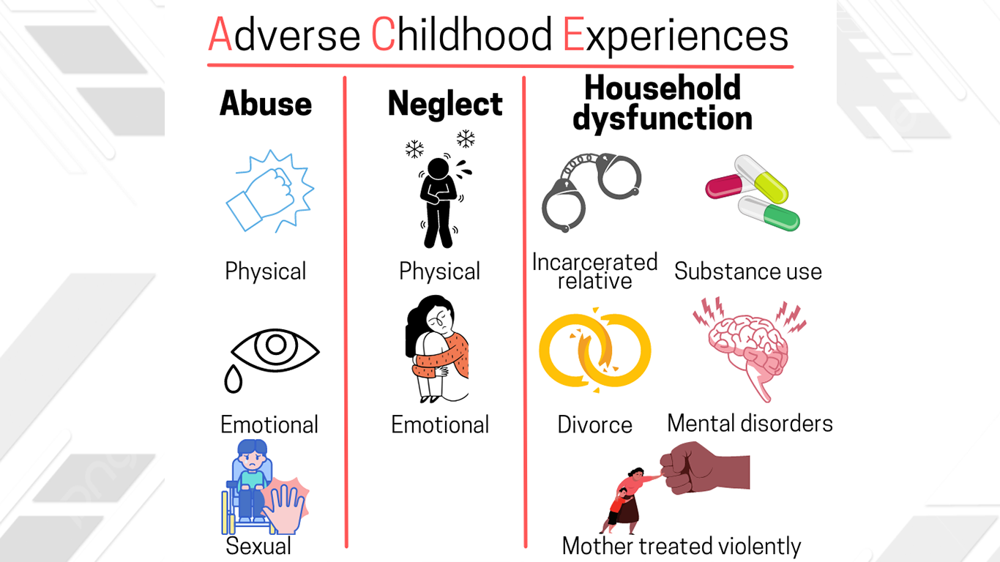 Adverse Childhood Experiences
Abuse
Physical
Emotional
Sexual
Neglect
Physical
Emotional
Household
dysfunction
Incarcerated
relative
Substance use
Divorce
Mental disorders
Mother treated violently